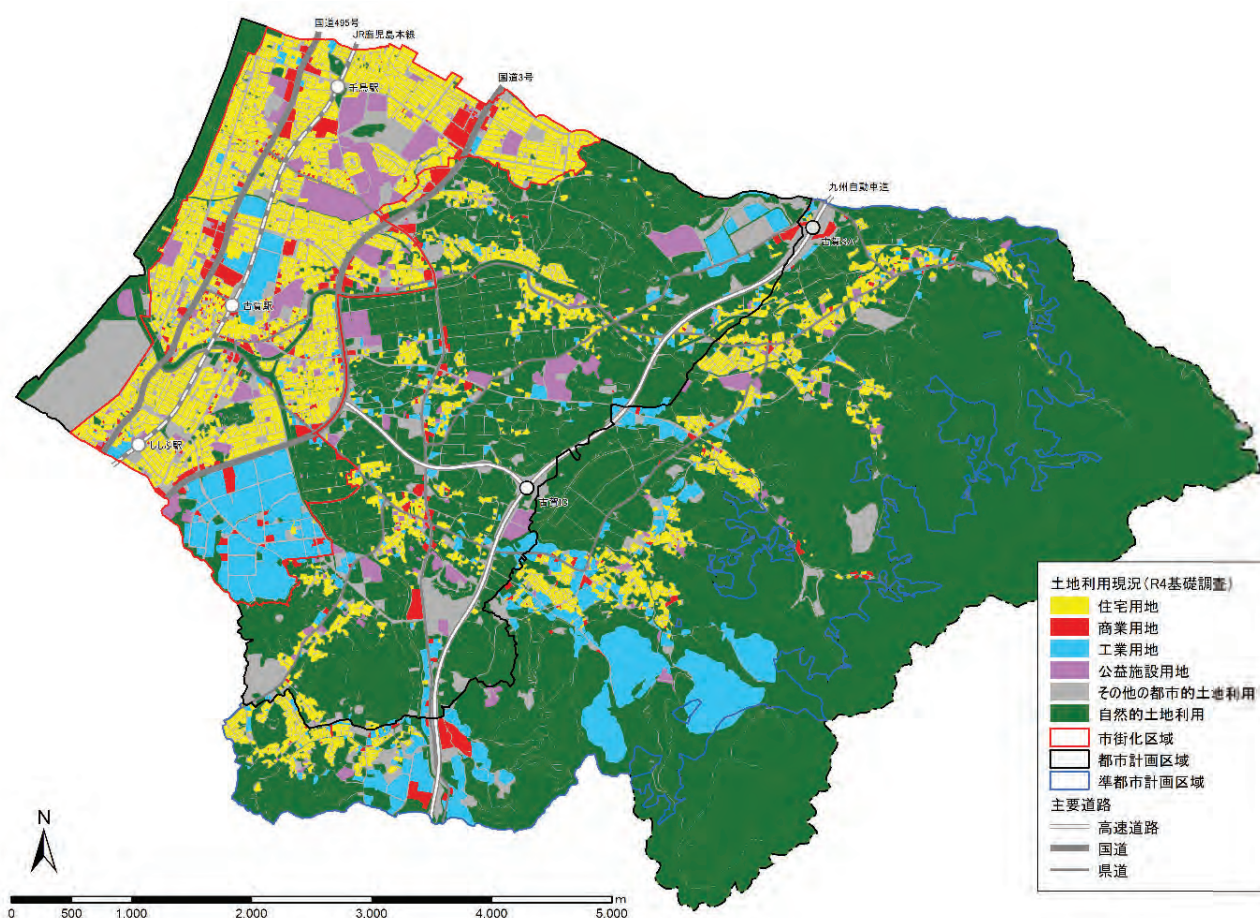 国道495号
JR鹿児島本線
国道3号
千鳥駅
九州自動車道
古賀SA
古賀駅
ししぶ駅
古賀IC
土地利用現況(R4基礎調査)
住宅用地
商業用地
工業用地
公益施設用地
その他の都市的土地利用
自然的土地利用
市街化区域
都市計画区域
準都市計画区域
主要道路
高速道路
国道
県道
N
0 500 1,000 2,000 3,000 4,000 5,000 m